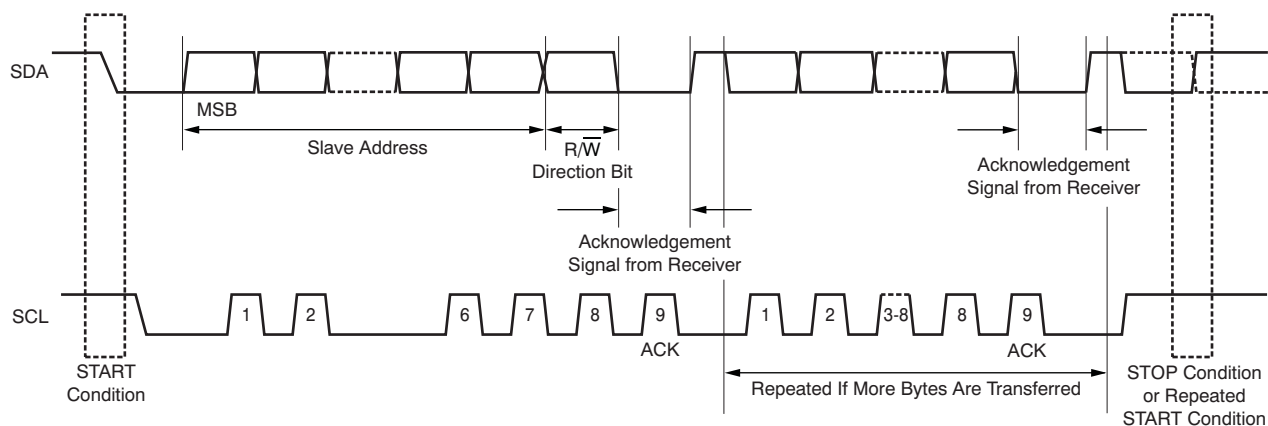 SDA
MSB
Slave Address
R/W̅
Direction Bit
Acknowledgement
Signal from Receiver
Acknowledgement
Signal from Receiver
SCL
1
2
6
7
8
9
1
2
3-8
8
9
ACK
ACK
START
Condition
Repeated If More Bytes Are Transferred
STOP Condition
or Repeated
START Condition